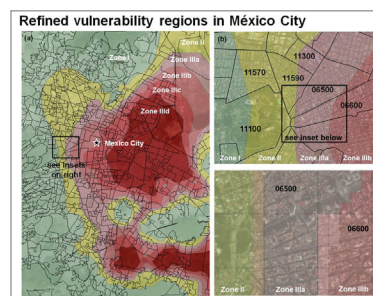 Refined vulnerability regions in México City
(a)
Zone II
Zone I
Zone IIIa
Zone IIIb
Zone IIIc
Zone IIId
Mexico City
see Insets
on right
(b)
11300
11570
11590
06500
06600
11100
see Inset below
Zone I
Zone II
Zone IIIa
Zone IIIb
06500
06600
Zone II
Zone IIIa
Zone IIIb